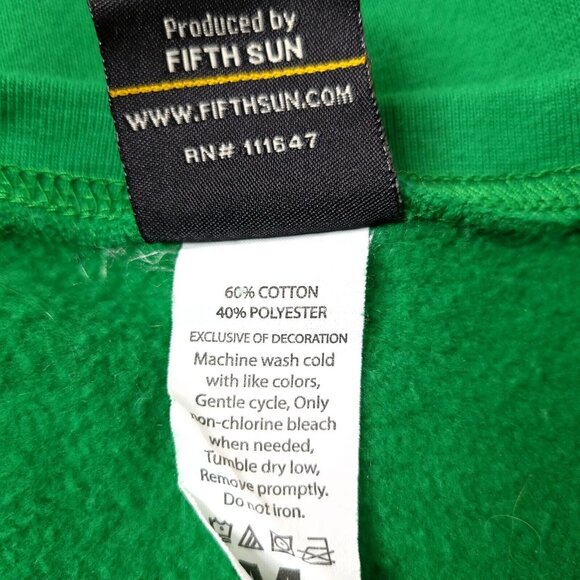 Produced by
FIFTH SUN
WWW.FIFTHSUN.COM
RN# 111647
60% COTTON
40% POLYESTER
EXCLUSIVE OF DECORATION
Machine wash cold
with like colors,
Gentle cycle, Only
non-chlorine bleach
when needed,
Tumble dry low,
Remove promptly.
Do not iron.